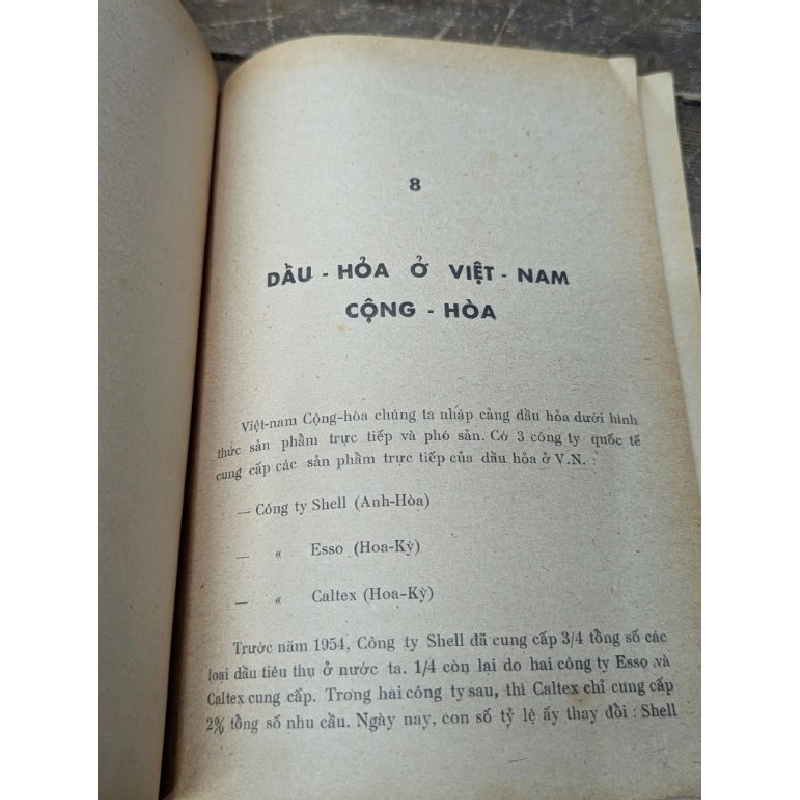 8
DẦU - HỎA Ở VIỆT - NAM
CỘNG - HÒA
Việt-nam Cộng-hòa chúng ta nhập cảng dầu hỏa dưới hình
thức sản phẩm trực tiếp và phó sản. Có 3 công ty quốc tế
cung cấp các sản phẩm trực tiếp của dầu hỏa ở V.N. :
— Công ty Shell (Anh-Hòa)
— « Esso (Hoa-Kỳ)
— « Caltex (Hoa-Kỳ)
Trước năm 1954, Công ty Shell đã cung cấp 3/4 tổng số các
loại dầu tiêu thụ ở nước ta. 1/4 còn lại do hai công ty Esso và
Caltex cung cấp. Trong hai công ty sau, thì Caltex chỉ cung cấp
2% tổng số nhu cầu. Ngày nay, con số tỷ lệ ấy thay đổi : Shell